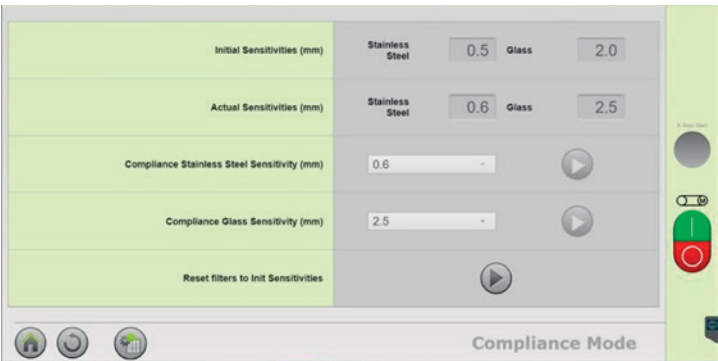 Initial Sensitivities (mm)
Stainless
Steel
0.5
Glass
2.0
Actual Sensitivities (mm)
Stainless
Steel
0.6
Glass
2.5
Compliance Stainless Steel Sensitivity (mm)
0.6
Compliance Glass Sensitivity (mm)
2.5
Reset filters to Init Sensitivities
Compliance Mode